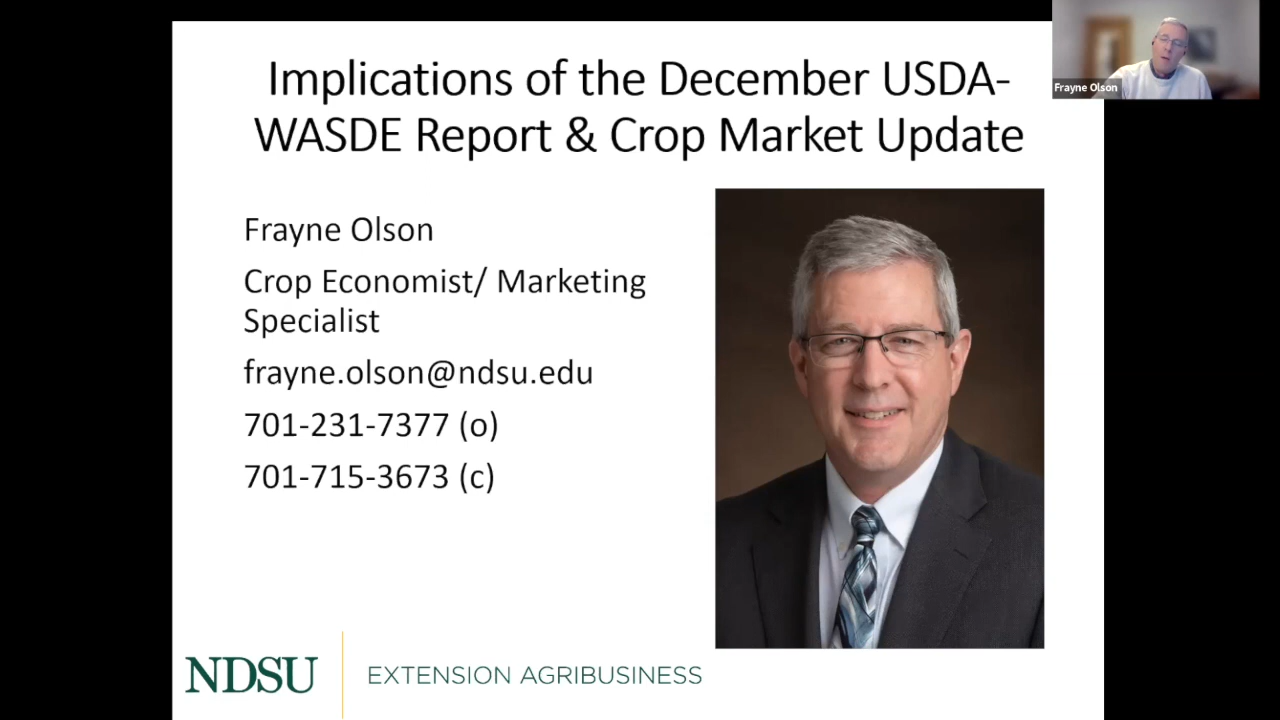 Implications of the December USDA-
WASDE Report & Crop Market Update
Frayne Olson
Frayne Olson
Crop Economist/ Marketing
Specialist
frayne.olson@ndsu.edu
701-231-7377 (o)
701-715-3673 (c)
NDSU
EXTENSION AGRIBUSINESS